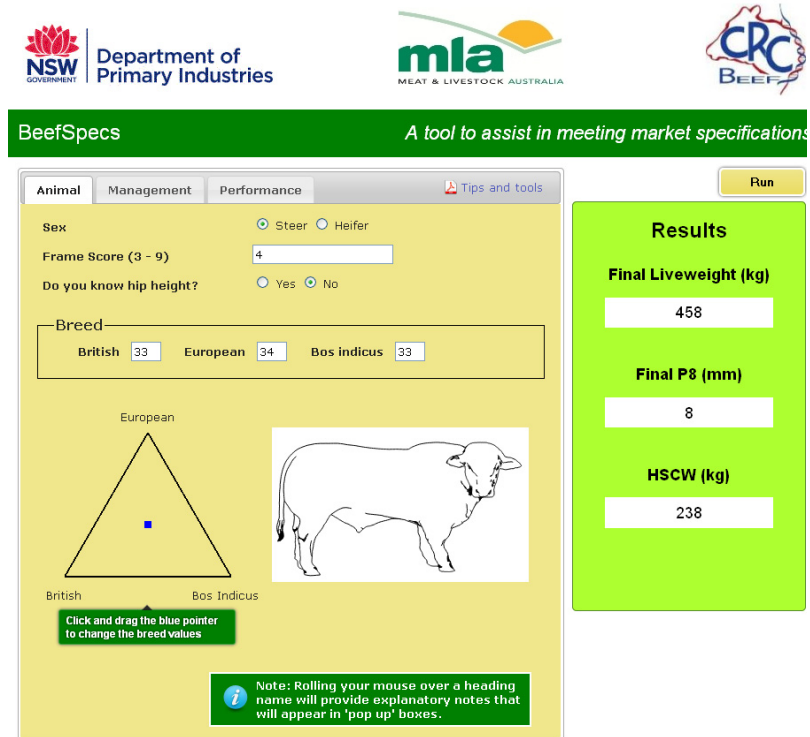 NSW
GOVERNMENT
Department of
Primary Industries
mla
MEAT & LIVESTOCK AUSTRALIA
CRC
BEEF
BeefSpecs
A tool to assist in meeting market specifications
Animal Management Performance Tips and tools
Run
Sex Steer Heifer
Frame Score (3 - 9) 4
Do you know hip height? Yes No
Breed
British 33 European 34 Bos indicus 33
European
British Bos Indicus
Click and drag the blue pointer
to change the breed values
i
Note: Rolling your mouse over a heading
name will provide explanatory notes that
will appear in 'pop up' boxes.
Results
Final Liveweight (kg)
458
Final P8 (mm)
8
HSCW (kg)
238